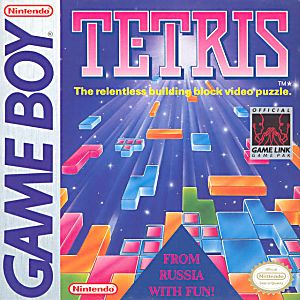 Nintendo
GAME BOY
TETRIS
TM
The relentless building block video puzzle.
OFFICIAL
GAME LINK
GAME PAK
FROM
RUSSIA
WITH FUN!
Nintendo
Nintendo